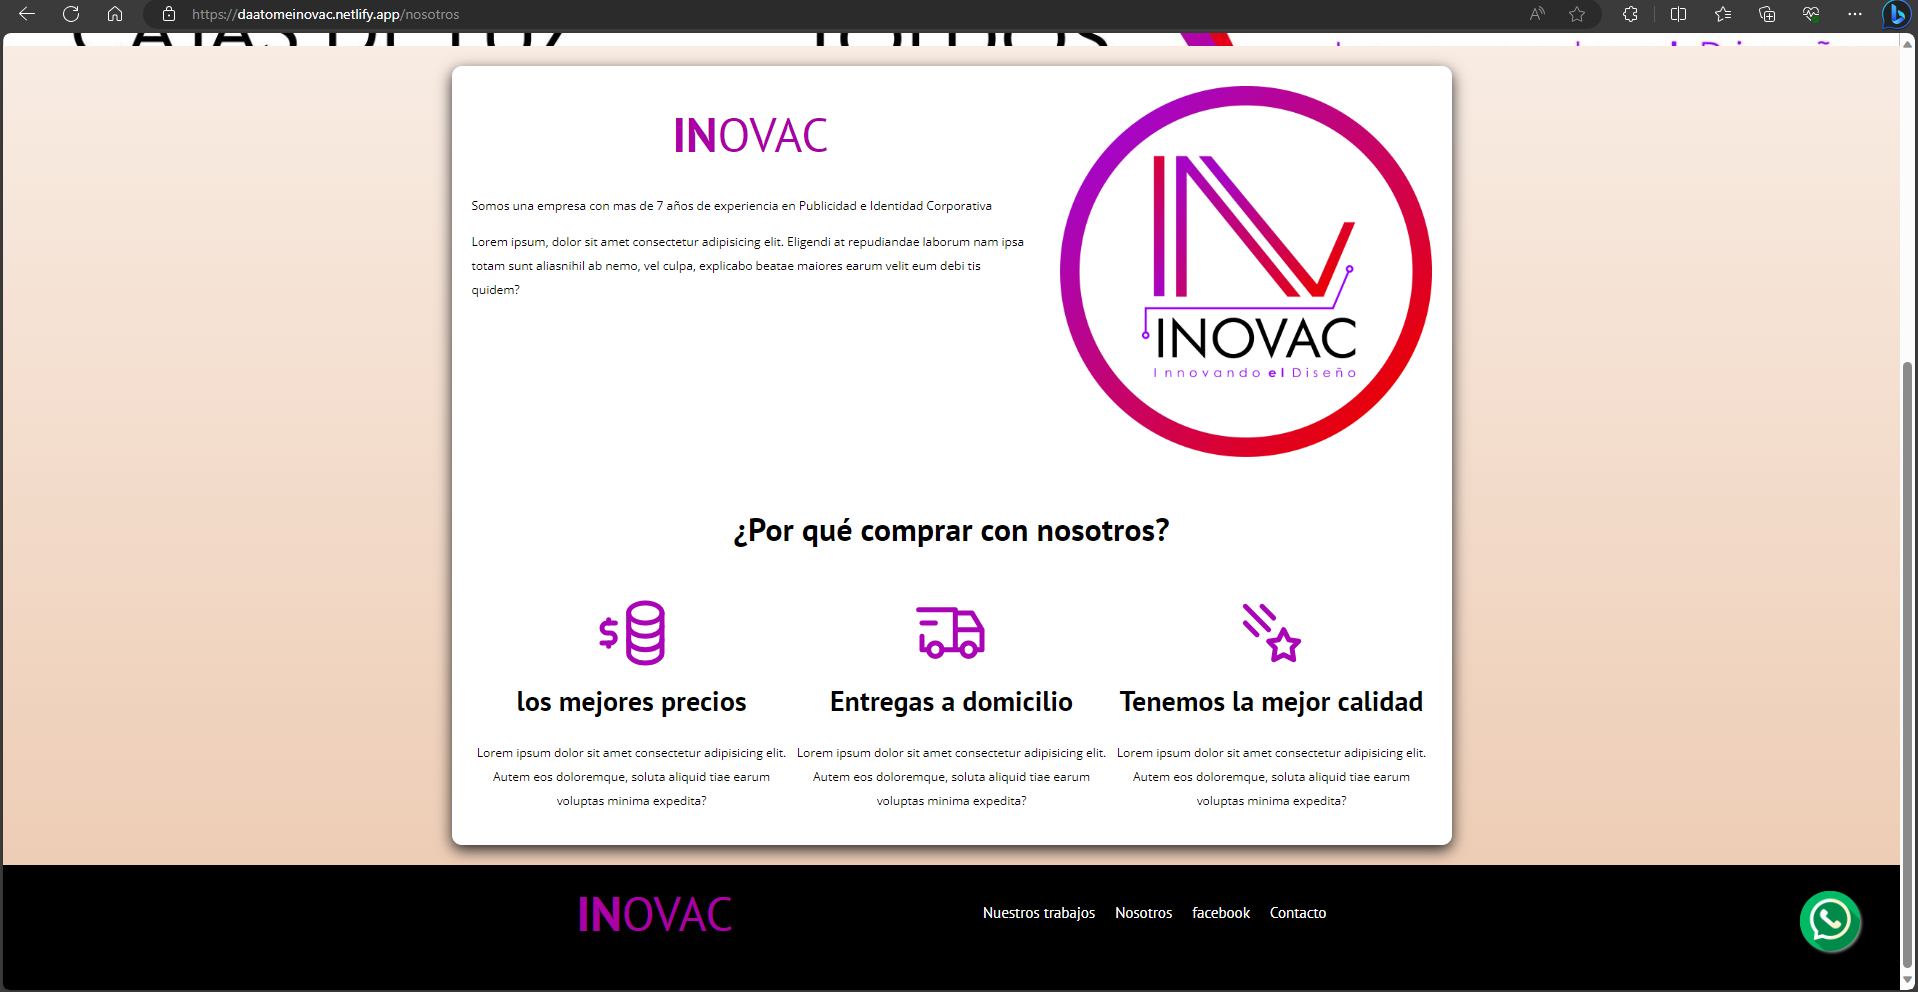 https://daatomeinovac.netlify.app/nosotros
CAJAS DE LUZ
TOLDOS
INOVAC
Somos una empresa con mas de 7 años de experiencia en Publicidad e Identidad Corporativa
Lorem ipsum, dolor sit amet consectetur adipisicing elit. Eligendi at repudiandae laborum nam ipsa
totam sunt aliasnihil ab nemo, vel culpa, explicabo beatae maiores earum velit eum debi tis
quidem?
INOVAC
Innovando el Diseño
¿Por qué comprar con nosotros?
$
los mejores precios
Entregas a domicilio
Tenemos la mejor calidad
Lorem ipsum dolor sit amet consectetur adipisicing elit.
Autem eos doloremque, soluta aliquid tiae earum
voluptas minima expedita?
Lorem ipsum dolor sit amet consectetur adipisicing elit.
Autem eos doloremque, soluta aliquid tiae earum
voluptas minima expedita?
Lorem ipsum dolor sit amet consectetur adipisicing elit.
Autem eos doloremque, soluta aliquid tiae earum
voluptas minima expedita?
INOVAC
Nuestros trabajos
Nosotros
facebook
Contacto